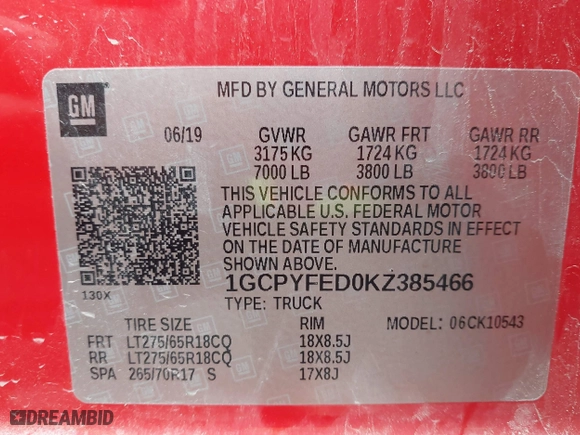 GM
MFD BY GENERAL MOTORS LLC
06/19 GVWR GAWR FRT GAWR RR
3175 KG 1724 KG 1724 KG
7000 LB 3800 LB 3800 LB
THIS VEHICLE CONFORMS TO ALL
APPLICABLE U.S. FEDERAL MOTOR
VEHICLE SAFETY STANDARDS IN EFFECT
ON THE DATE OF MANUFACTURE
SHOWN ABOVE.
1GCPYFED0KZ385466
130X
TYPE: TRUCK
TIRE SIZE RIM MODEL: 06CK10543
FRT LT275/65R18CQ 18X8.5J
RR LT275/65R18CQ 18X8.5J
SPA 265/70R17 S 17X8J
DREAMBID